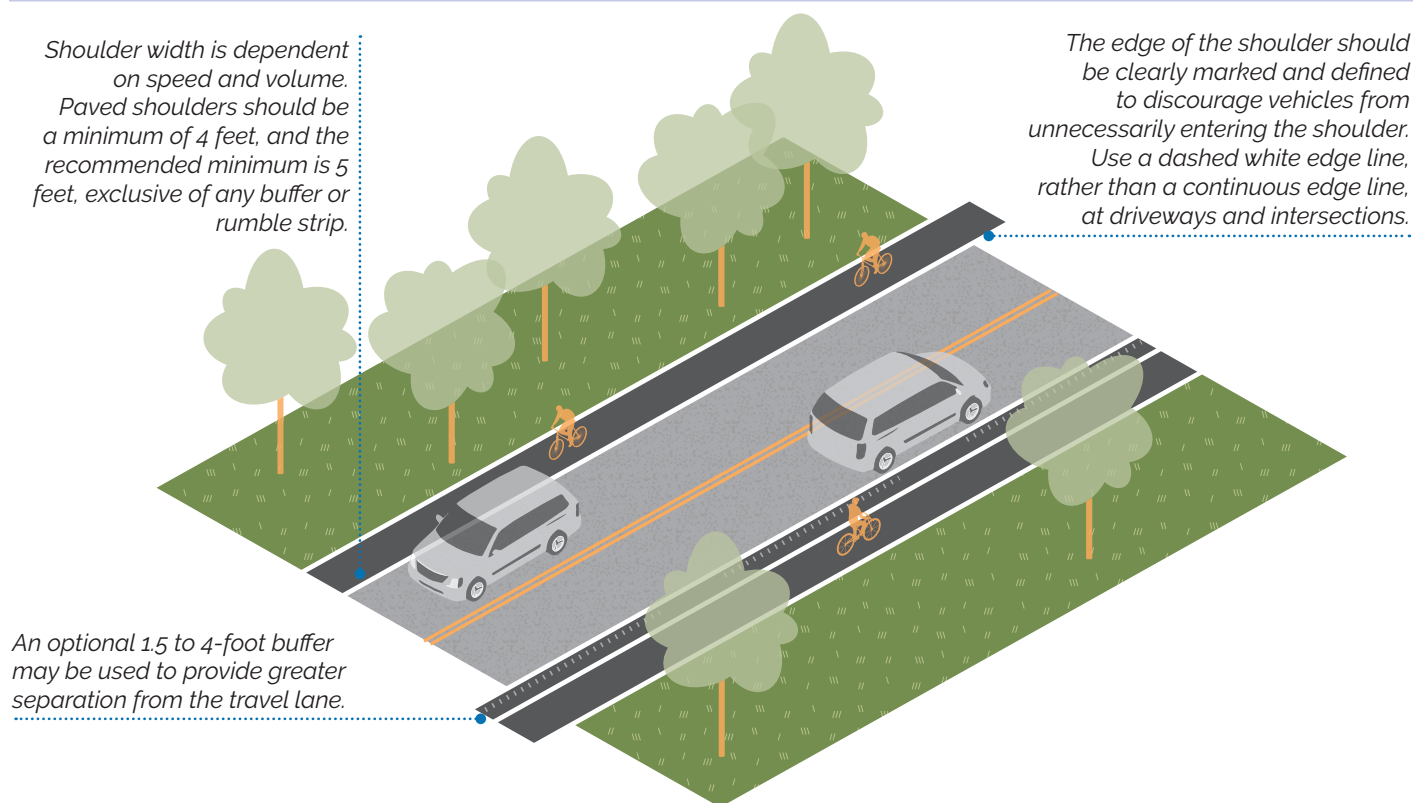 Shoulder width is dependent
on speed and volume.
Paved shoulders should be
a minimum of 4 feet, and the
recommended minimum is 5
feet, exclusive of any buffer or
rumble strip.
The edge of the shoulder should
be clearly marked and defined
to discourage vehicles from
unnecessarily entering the shoulder.
Use a dashed white edge line,
rather than a continuous edge line,
at driveways and intersections.
An optional 1.5 to 4-foot buffer
may be used to provide greater
separation from the travel lane.